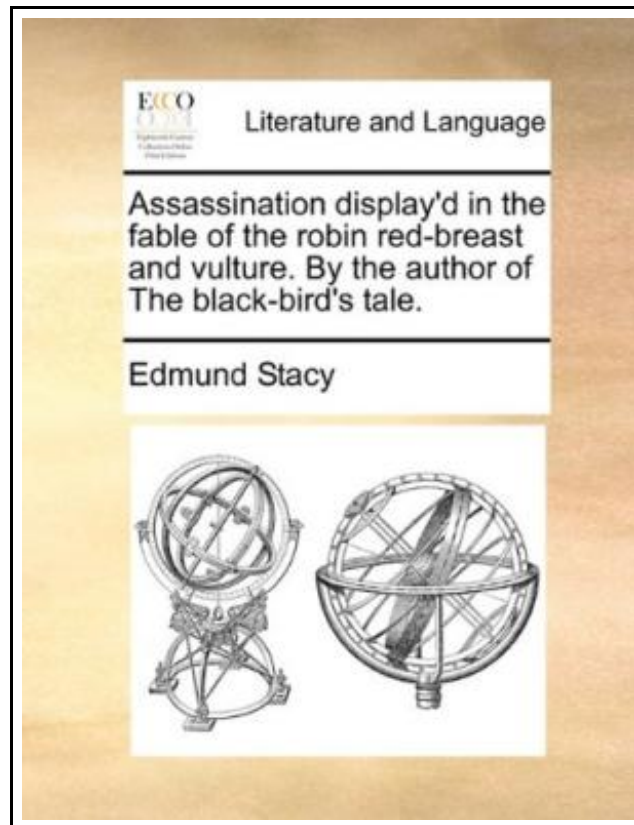 ECCO
Literature and Language
Assassination display'd in the
fable of the robin red-breast
and vulture. By the author of
The black-bird's tale.
Edmund Stacy